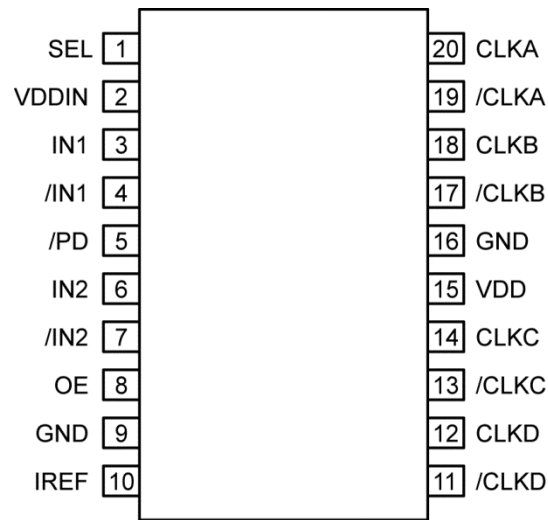 SEL 1 20 CLKA
VDDIN 2 19 /CLKA
IN1 3 18 CLKB
/IN1 4 17 /CLKB
/PD 5 16 GND
IN2 6 15 VDD
/IN2 7 14 CLKC
OE 8 13 /CLKC
GND 9 12 CLKD
IREF 10 11 /CLKD